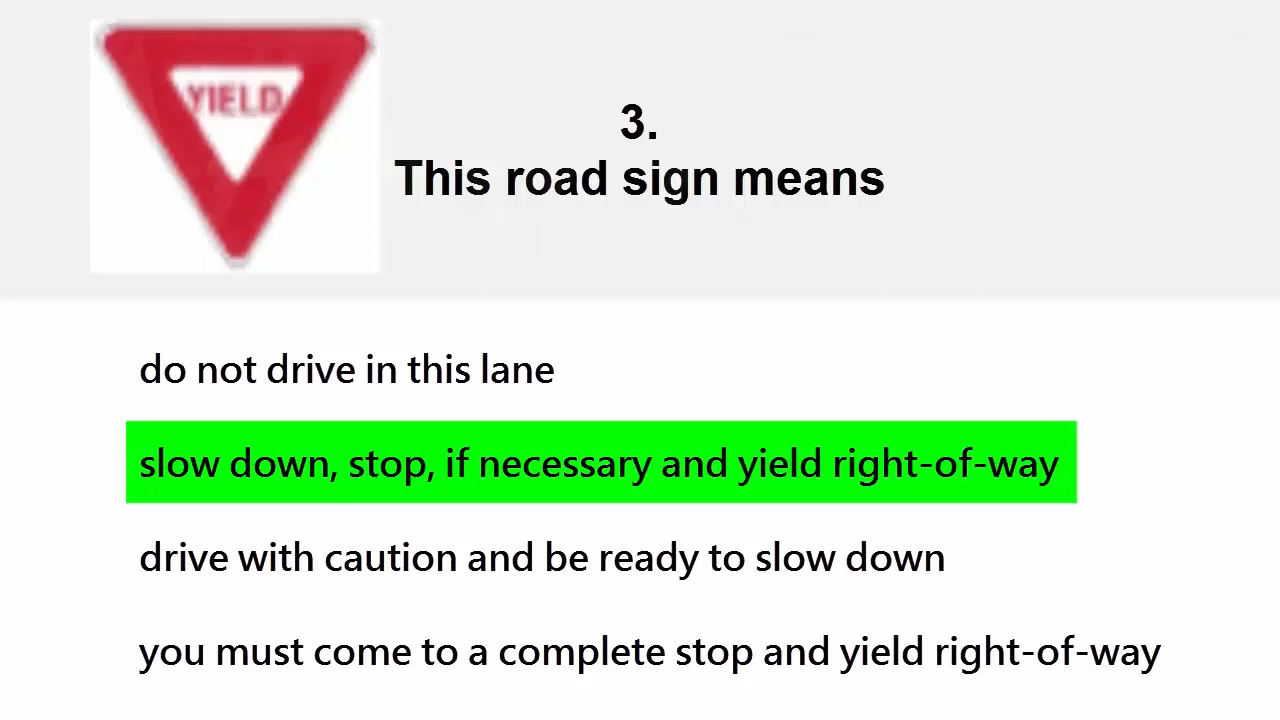 YIELD
3.
This road sign means
do not drive in this lane
slow down, stop, if necessary and yield right-of-way
drive with caution and be ready to slow down
you must come to a complete stop and yield right-of-way